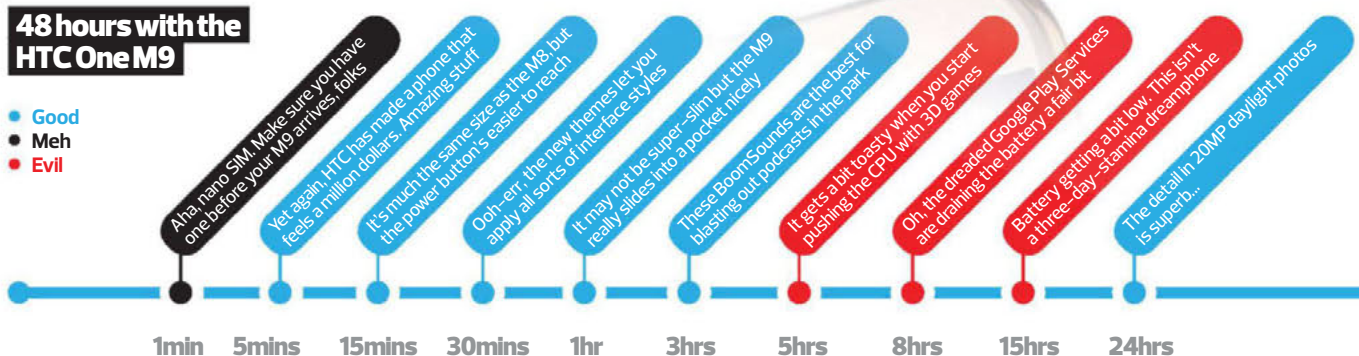 48 hours with the
HTC One M9
Good
Meh
Evil
Aha, nano SIM. Make sure you have
one before your M9 arrives, folks
Yet again, HTC has made a phone that
feels a million dollars. Amazing stuff
It's much the same size as the M8, but
the power button's easier to reach
Ooh-err, the new themes let you
apply all sorts of interface styles
It may not be super-slim but the M9
really slides into a pocket nicely
These BoomSounds are the best for
blasting out podcasts in the park
It gets a bit toasty when you start
pushing the CPU with 3D games
Oh, the dreaded Google Play Services
are draining the battery a fair bit
Battery getting a bit low. This isn't
a three-day-stamina dreamphone
The detail in 20MP daylight photos
is superb...
1min 5mins 15mins 30mins 1hr 3hrs 5hrs 8hrs 15hrs 24hrs